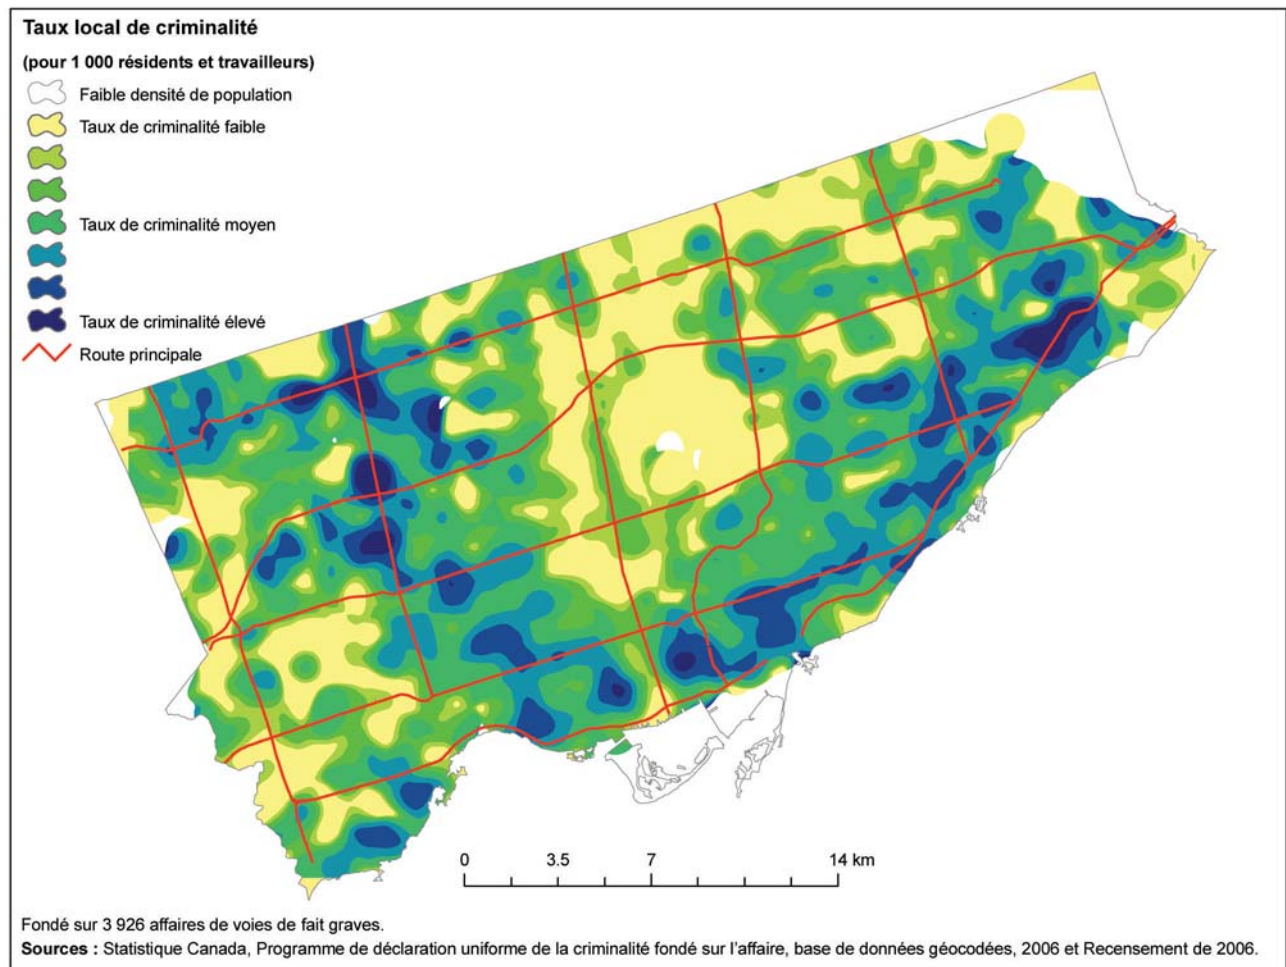 Taux local de criminalité
(pour 1 000 résidents et travailleurs)
Faible densité de population
Taux de criminalité faible
Taux de criminalité moyen
Taux de criminalité élevé
Route principale
0 3.5 7 14 km
Fondé sur 3 926 affaires de voies de fait graves.
Sources : Statistique Canada, Programme de déclaration uniforme de la criminalité fondé sur l'affaire, base de données géocodées, 2006 et Recensement de 2006.